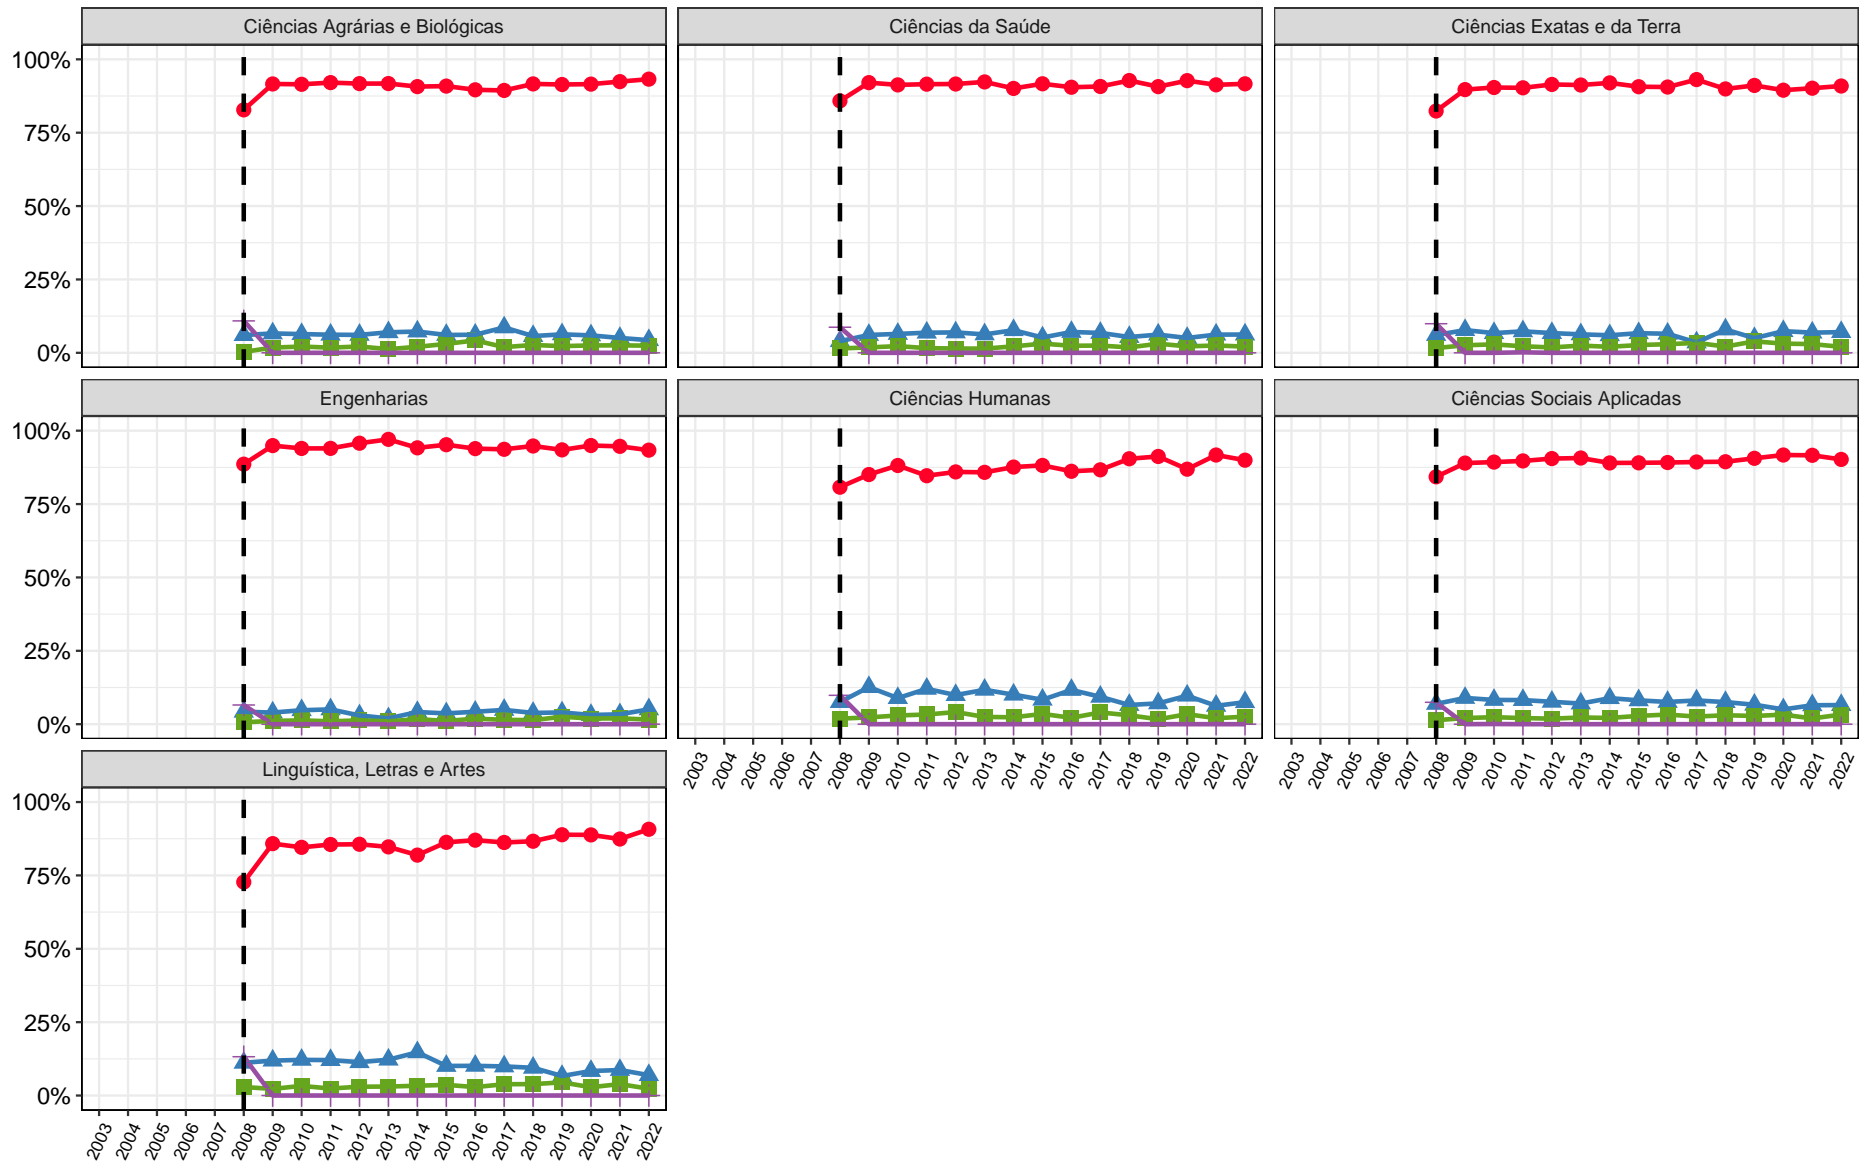 Ciências Agrárias e Biológicas
Ciências da Saúde
Ciências Exatas e da Terra
100%
75%
50%
25%
0%
Engenharias
Ciências Humanas
Ciências Sociais Aplicadas
100%
75%
50%
25%
0%
2003 2004 2005 2006 2007 2008 2009 2010 2011 2012 2013 2014 2015 2016 2017 2018 2019 2020 2021 2022
2003 2004 2005 2006 2007 2008 2009 2010 2011 2012 2013 2014 2015 2016 2017 2018 2019 2020 2021 2022
Linguística, Letras e Artes
100%
75%
50%
25%
0%
2003 2004 2005 2006 2007 2008 2009 2010 2011 2012 2013 2014 2015 2016 2017 2018 2019 2020 2021 2022